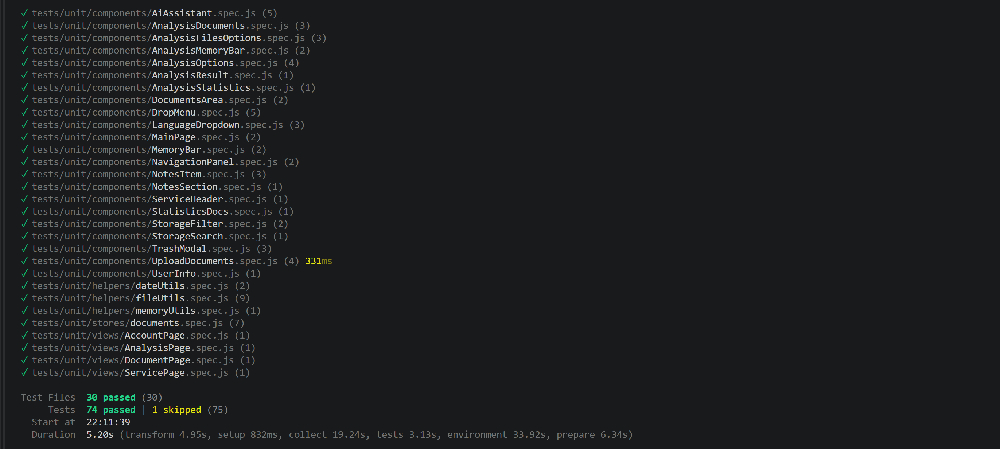 ✓ tests/unit/components/AiAssistant.spec.js (5)
✓ tests/unit/components/AnalysisDocuments.spec.js (3)
✓ tests/unit/components/AnalysisFilesOptions.spec.js (3)
✓ tests/unit/components/AnalysisMemoryBar.spec.js (2)
✓ tests/unit/components/AnalysisOptions.spec.js (4)
✓ tests/unit/components/AnalysisResult.spec.js (1)
✓ tests/unit/components/AnalysisStatistics.spec.js (1)
✓ tests/unit/components/DocumentsArea.spec.js (2)
✓ tests/unit/components/DropMenu.spec.js (5)
✓ tests/unit/components/LanguageDropdown.spec.js (3)
✓ tests/unit/components/MainPage.spec.js (2)
✓ tests/unit/components/MemoryBar.spec.js (2)
✓ tests/unit/components/NavigationPanel.spec.js (2)
✓ tests/unit/components/NotesItem.spec.js (3)
✓ tests/unit/components/NotesSection.spec.js (1)
✓ tests/unit/components/ServiceHeader.spec.js (1)
✓ tests/unit/components/StatisticsDocs.spec.js (1)
✓ tests/unit/components/StorageFilter.spec.js (2)
✓ tests/unit/components/StorageSearch.spec.js (1)
✓ tests/unit/components/TrashModal.spec.js (3)
✓ tests/unit/components/UploadDocuments.spec.js (4) 331ms
✓ tests/unit/components/UserInfo.spec.js (1)
✓ tests/unit/helpers/dateUtils.spec.js (2)
✓ tests/unit/helpers/fileUtils.spec.js (9)
✓ tests/unit/helpers/memoryUtils.spec.js (1)
✓ tests/unit/stores/documents.spec.js (7)
✓ tests/unit/views/AccountPage.spec.js (1)
✓ tests/unit/views/AnalysisPage.spec.js (1)
✓ tests/unit/views/DocumentPage.spec.js (1)
✓ tests/unit/views/ServicePage.spec.js (1)
Test Files 30 passed (30)
Tests 74 passed | 1 skipped (75)
Start at 22:11:39
Duration 5.20s (transform 4.95s, setup 832ms, collect 19.24s, tests 3.13s, environment 33.92s, prepare 6.34s)